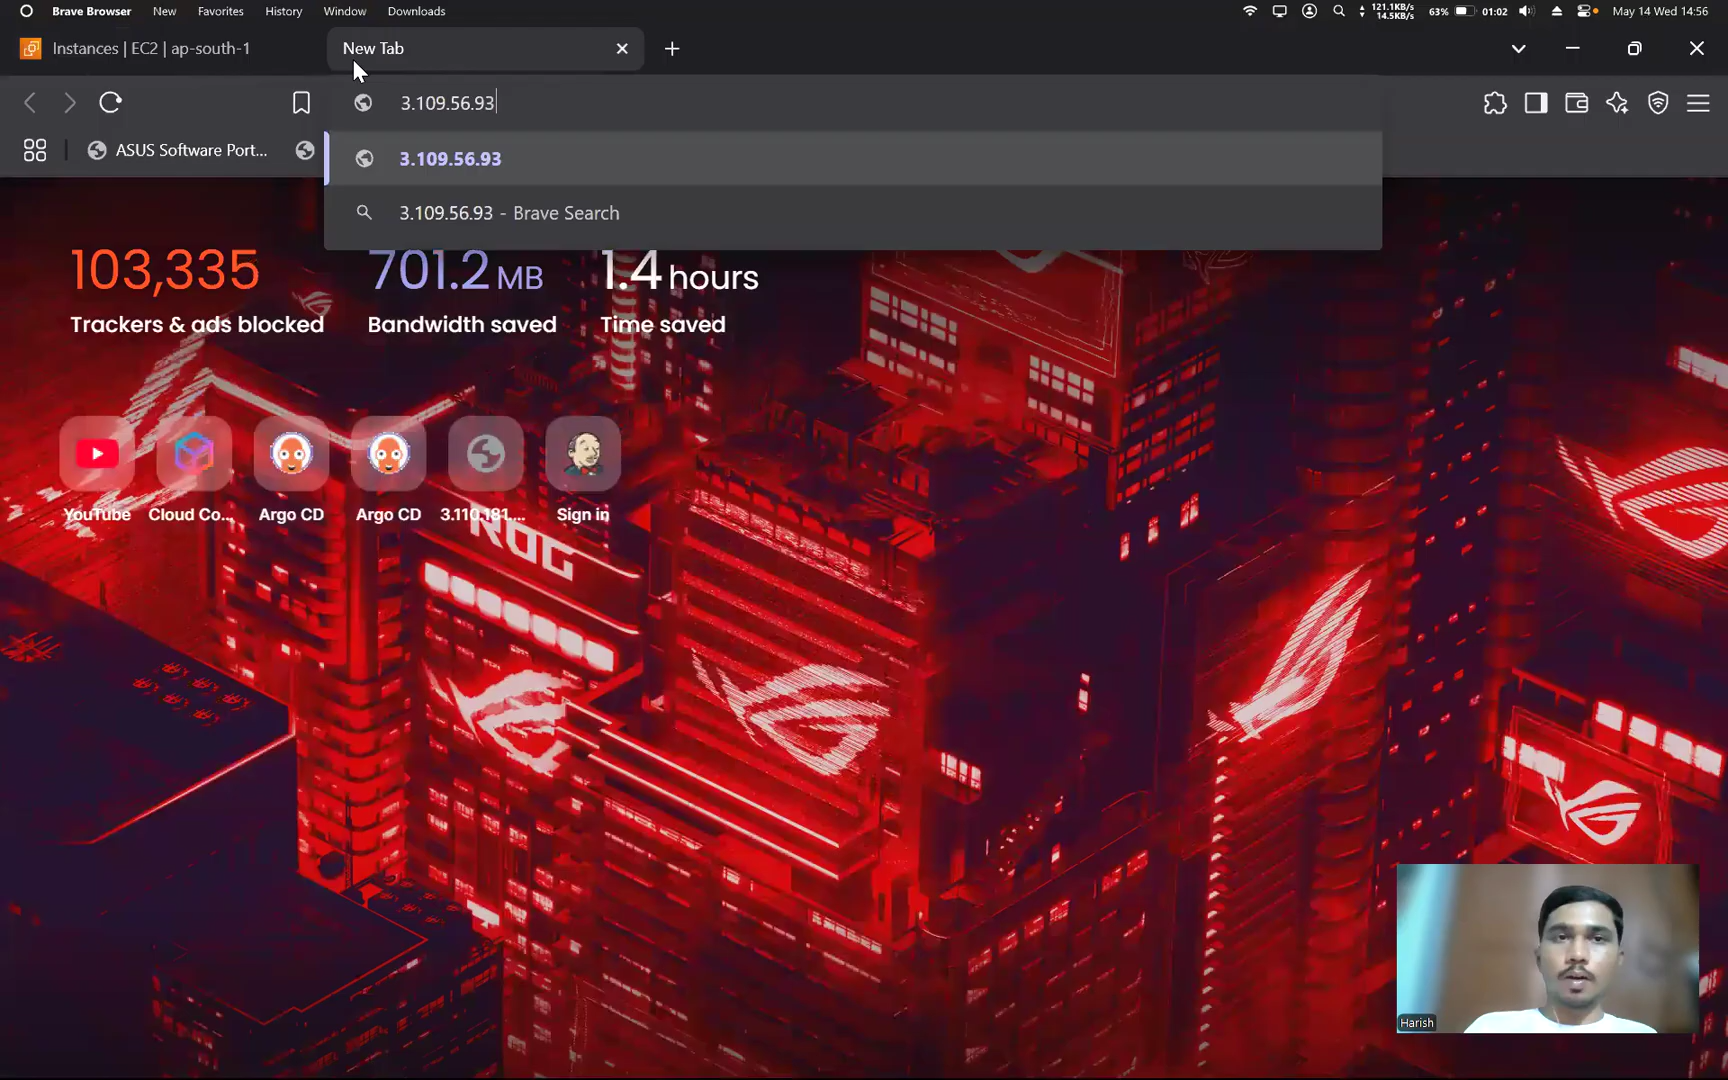 Brave Browser New Favorites History Window Downloads 121.1KB/s 14.5KB/s 63% 01:02 May 14 Wed 14:56
Instances | EC2 | ap-south-1 New Tab
3.109.56.93
ASUS Software Port...
3.109.56.93
3.109.56.93 - Brave Search
103,335 701.2 MB 1.4 hours
Trackers & ads blocked Bandwidth saved Time saved
YouTube Cloud Co... Argo CD Argo CD 3.110.181.... Sign in
ROG
Harish